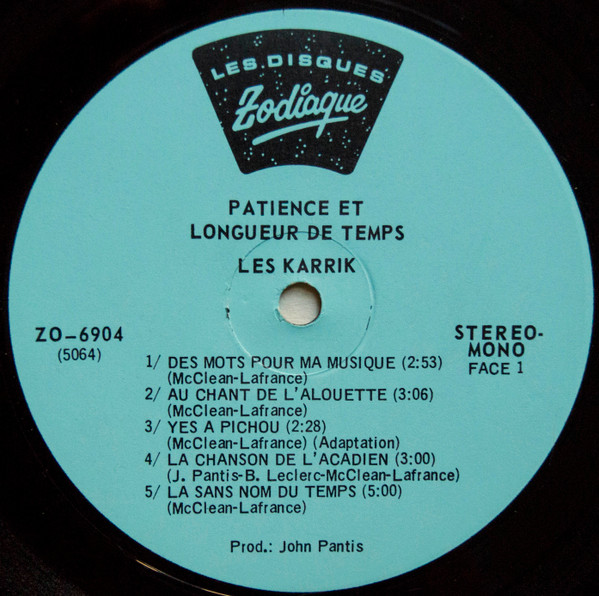 LES DISQUES
Zodiaque
PATIENCE ET
LONGUEUR DE TEMPS
LES KARRIK
ZO-6904
(5064)
STEREO-
MONO
FACE 1
1/ DES MOTS POUR MA MUSIQUE (2:53)
(McClean-Lafrance)
2/ AU CHANT DE L'ALOUETTE (3:06)
(McClean-Lafrance)
3/ YES A PICHOU (2:28)
(McClean-Lafrance) (Adaptation)
4/ LA CHANSON DE L'ACADIEN (3:00)
(J. Pantis-B. Leclerc-McClean-Lafrance)
5/ LA SANS NOM DU TEMPS (5:00)
(McClean-Lafrance)
Prod.: John Pantis